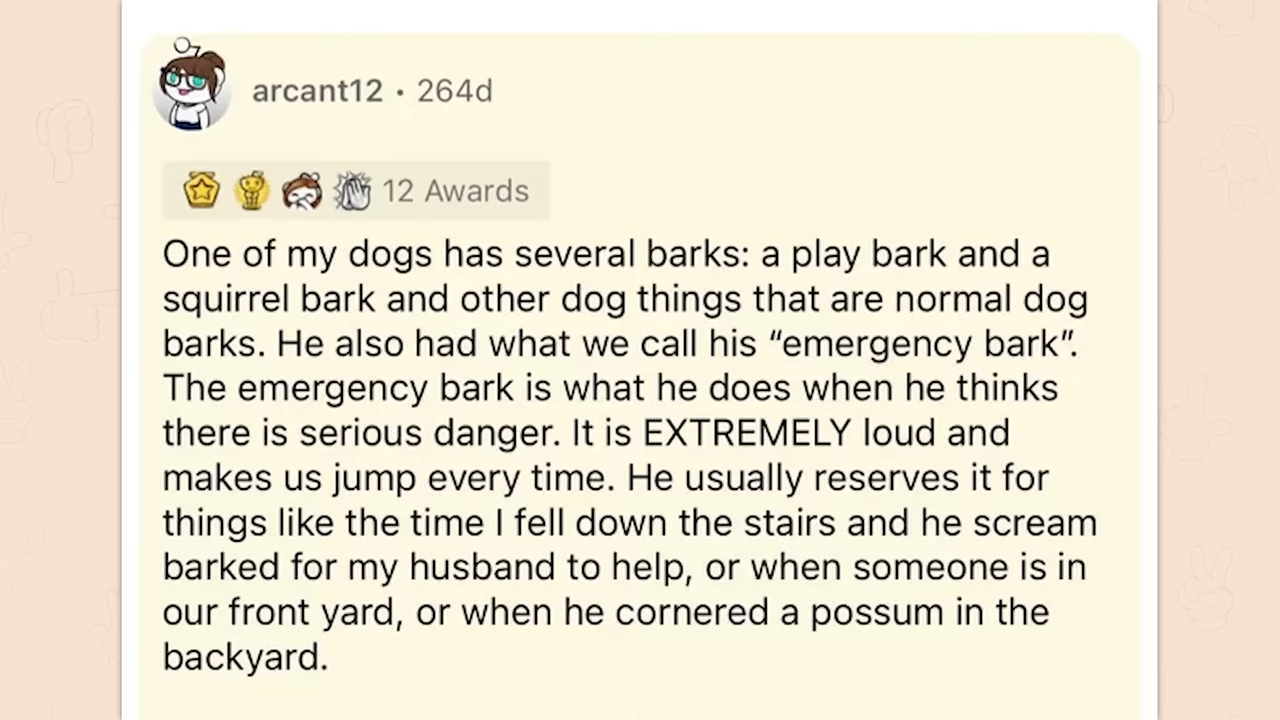 arcant12 • 264d
12 Awards
One of my dogs has several barks: a play bark and a
squirrel bark and other dog things that are normal dog
barks. He also had what we call his “emergency bark”.
The emergency bark is what he does when he thinks
there is serious danger. It is EXTREMELY loud and
makes us jump every time. He usually reserves it for
things like the time I fell down the stairs and he scream
barked for my husband to help, or when someone is in
our front yard, or when he cornered a possum in the
backyard.